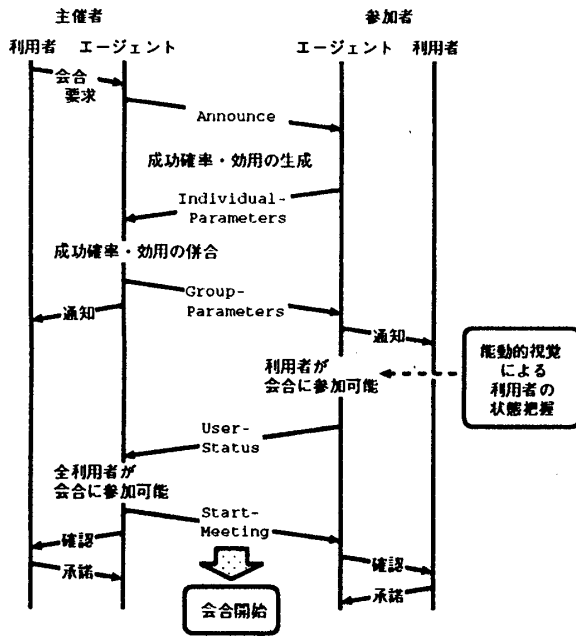 主催者
参加者
利用者
エージェント
エージェント
利用者
会合
要求
Announce
成功確率・効用の生成
Individual-
Parameters
成功確率・効用の併合
Group-
Parameters
通知
通知
能動的視覚
による
利用者の
状態把握
利用者が
会合に参加可能
User-
Status
全利用者が
会合に参加可能
Start-
Meeting
確認
確認
承諾
承諾
会合開始